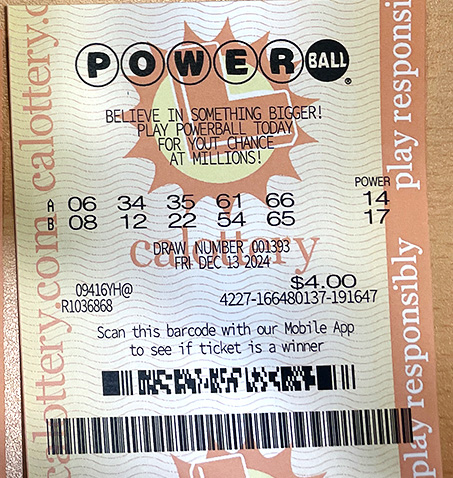 POWERBALL
BELIEVE IN SOMETHING BIGGER!
PLAY POWERBALL TODAY
FOR YOUT CHANCE
AT MILLIONS!
POWER
A 06 34 35 61 66 14
B 08 12 22 54 65 17
calottery
DRAW NUMBER 001393
FRI DEC 13 2024
$4.00
09416YH@ 4227-166480137-191647
R1036868
Scan this barcode with our Mobile App
to see if ticket is a winner
calottery.com calottery.c
play responsibly play responsi